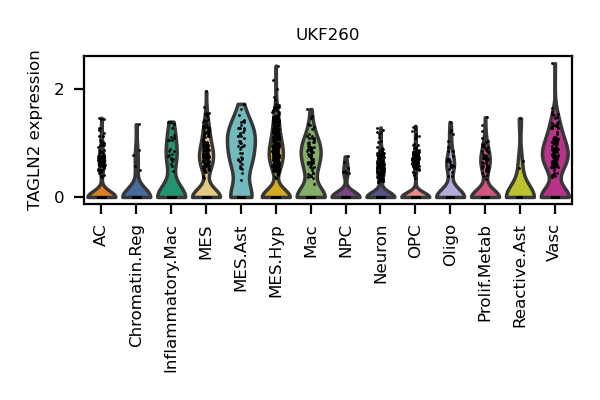 UKF260
TAGLN2 expression
2
0
AC
Chromatin.Reg
Inflammatory.Mac
MES
MES.Ast
MES.Hyp
Mac
NPC
Neuron
OPC
Oligo
Prolif.Metab
Reactive.Ast
Vasc